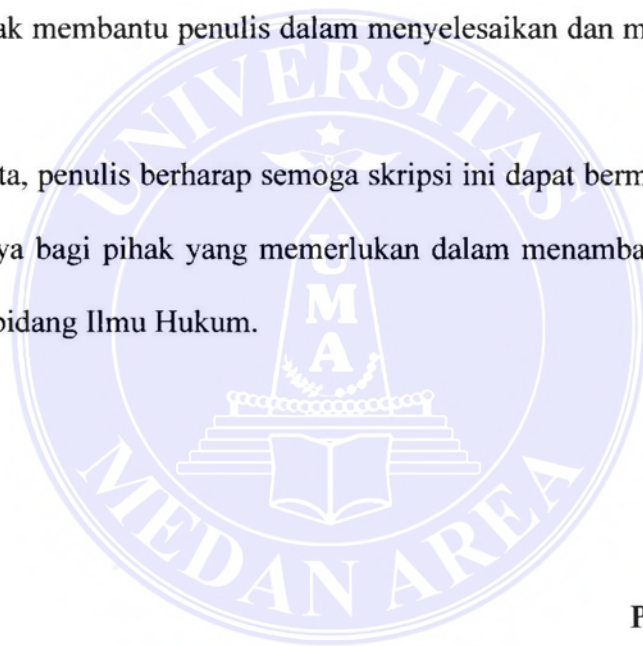 ak membantu penulis dalam menyelesaikan dan m
ta, penulis berharap semoga skripsi ini dapat berm
ya bagi pihak yang memerlukan dalam menamba
bidang Ilmu Hukum.
UNIVERSITAS
UMA
MEDAN AREA
P